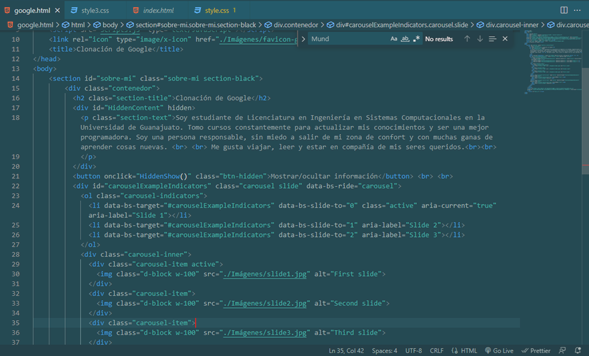 google.html
style3.css
index.html
style.css 1
google.html > html > body > section#sobre-mi.sobre-mi.section-black > div.contenedor > div#carouselExampleIndicators.carousel.slide > div.carousel-inner > div.carousel-item
Mund
Aa ab .* No results
10 <link rel="icon" type="image/x-icon" href="./Imágenes/favicon-
11 <title>Clonación de Google</title>
12 </head>
13 <body>
14 <section id="sobre-mi" class="sobre-mi section-black">
15 <div class="contenedor">
16 <h2 class="section-title">Clonación de Google</h2>
17 <div id="HiddenContent" hidden>
18 <p class="section-text">Soy estudiante de Licenciatura en Ingeniería en Sistemas Computacionales en la
Universidad de Guanajuato. Tomo cursos constantemente para actualizar mis conocimientos y ser una mejor
programadora. Soy una persona responsable, sin miedo a salir de mi zona de confort y con muchas ganas de
aprender cosas nuevas. <br> <br> Me gusta viajar, leer y estar en compañía de mis seres queridos.<br><br>
19 </p>
20 </div>
21 <button onclick="HiddenShow()" class="btn-hidden">Mostrar/ocultar información</button> <br> <br>
22 <div id="carouselExampleIndicators" class="carousel slide" data-bs-ride="carousel">
23 <ol class="carousel-indicators">
24 <li data-bs-target="#carouselExampleIndicators" data-bs-slide-to="0" class="active" aria-current="true"
aria-label="Slide 1"></li>
25 <li data-bs-target="#carouselExampleIndicators" data-bs-slide-to="1" aria-label="Slide 2"></li>
26 <li data-bs-target="#carouselExampleIndicators" data-bs-slide-to="2" aria-label="Slide 3"></li>
27 </ol>
28 <div class="carousel-inner">
29 <div class="carousel-item active">
30 <img class="d-block w-100" src="./Imágenes/slide1.jpg" alt="First slide">
31 </div>
32 <div class="carousel-item">
33 <img class="d-block w-100" src="./Imágenes/slide2.jpg" alt="Second slide">
34 </div>
35 <div class="carousel-item">
36 <img class="d-block w-100" src="./Imágenes/slide3.jpg" alt="Third slide">
37 </div>
Ln 35, Col 42 Spaces: 4 UTF-8 CRLF HTML Go Live Prettier